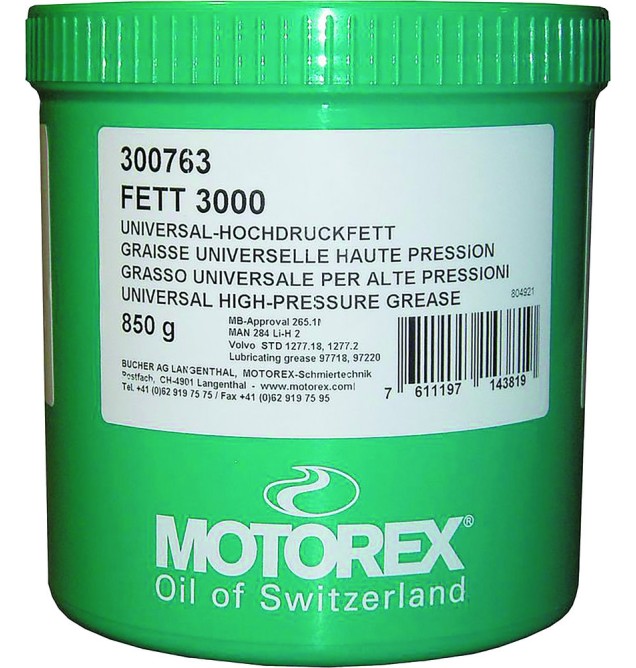 300763
FETT 3000
UNIVERSAL-HOCHDRUCKFETT
GRAISSE UNIVERSELLE HAUTE PRESSION
GRASSO UNIVERSALE PER ALTE PRESSIONI
UNIVERSAL HIGH-PRESSURE GREASE
804921
850 g
MB-Approval 265.1
MAN 284 Li-H 2
Volvo STD 1277.18, 1277.2
Lubricating grease 97718, 97220
BUCHER AG LANGENTHAL, MOTOREX-Schmiertechnik
Postfach, CH-4901 Langenthal - www.motorex.com
Tel. +41 (0)62 919 75 75 / Fax +41 (0)62 919 75 95
7 611197 143819
MOTOREX®
Oil of Switzerland